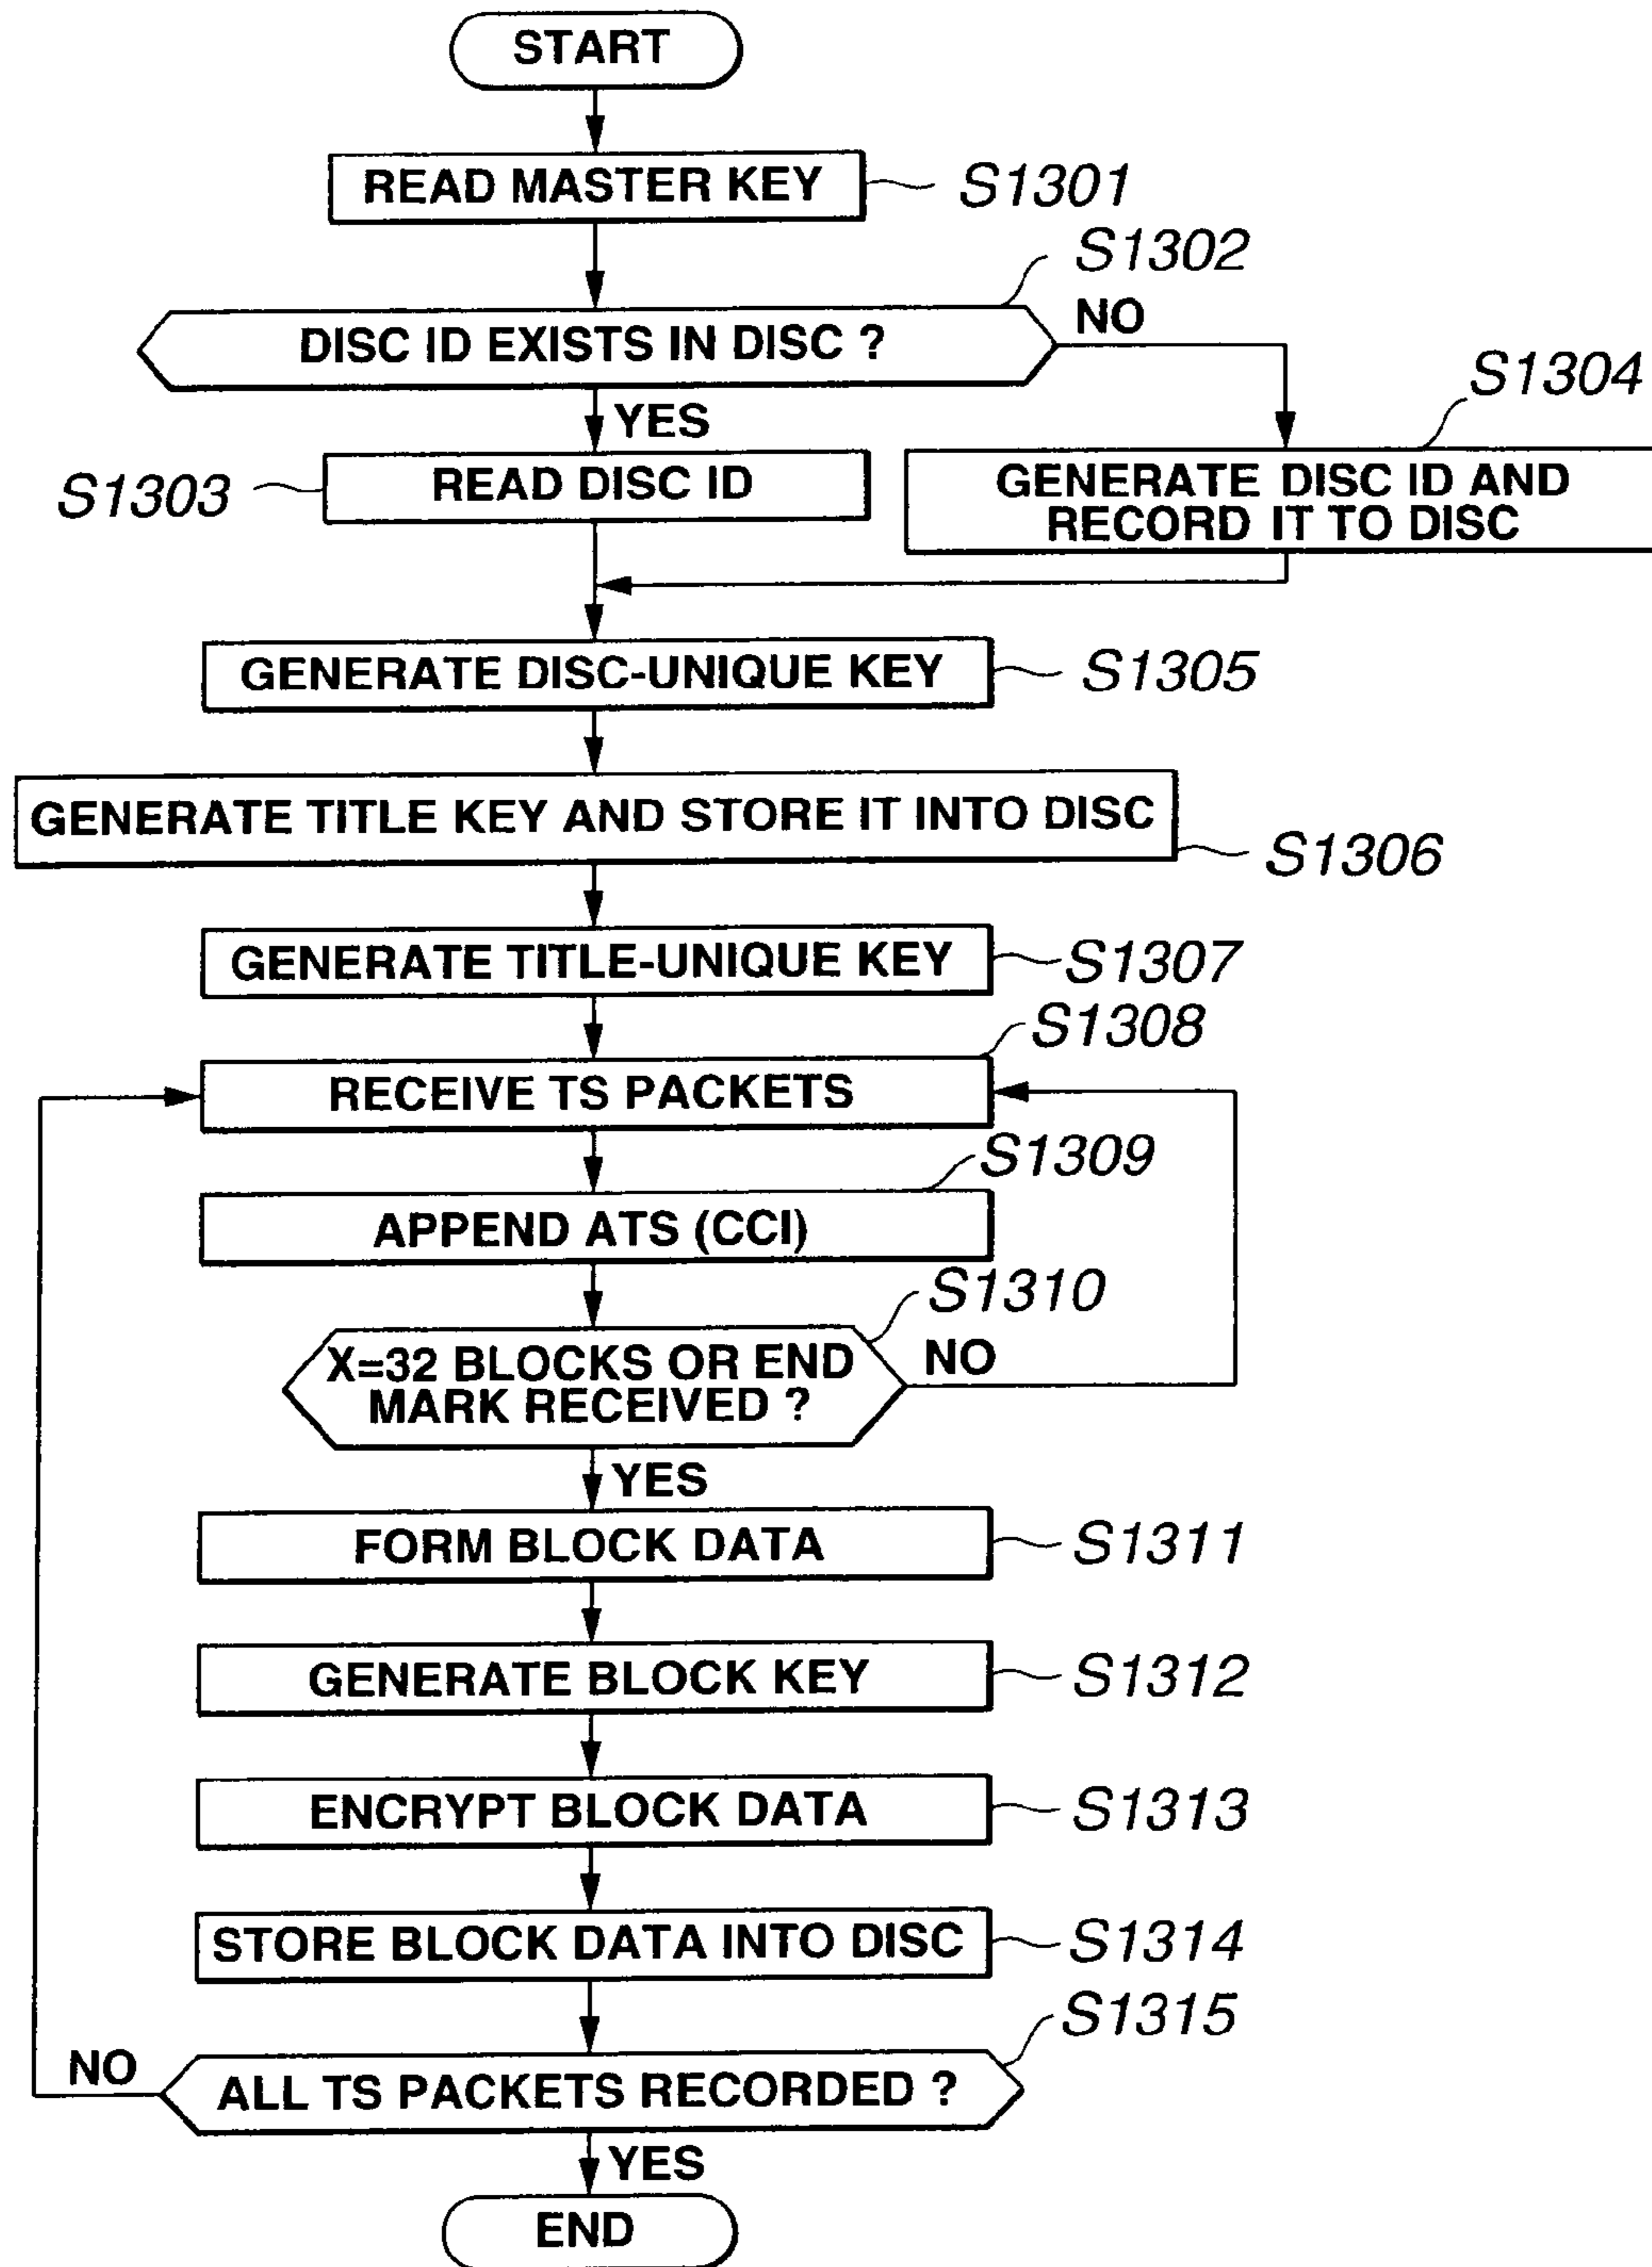 START
READ MASTER KEY
S1301
S1302
DISC ID EXISTS IN DISC ?
NO
S1304
YES
S1303
READ DISC ID
GENERATE DISC ID AND
RECORD IT TO DISC
GENERATE DISC-UNIQUE KEY
S1305
GENERATE TITLE KEY AND STORE IT INTO DISC
S1306
GENERATE TITLE-UNIQUE KEY
S1307
S1308
RECEIVE TS PACKETS
S1309
APPEND ATS (CCI)
S1310
X=32 BLOCKS OR END
MARK RECEIVED ?
NO
YES
FORM BLOCK DATA
S1311
GENERATE BLOCK KEY
S1312
ENCRYPT BLOCK DATA
S1313
STORE BLOCK DATA INTO DISC
S1314
S1315
NO
ALL TS PACKETS RECORDED ?
YES
END